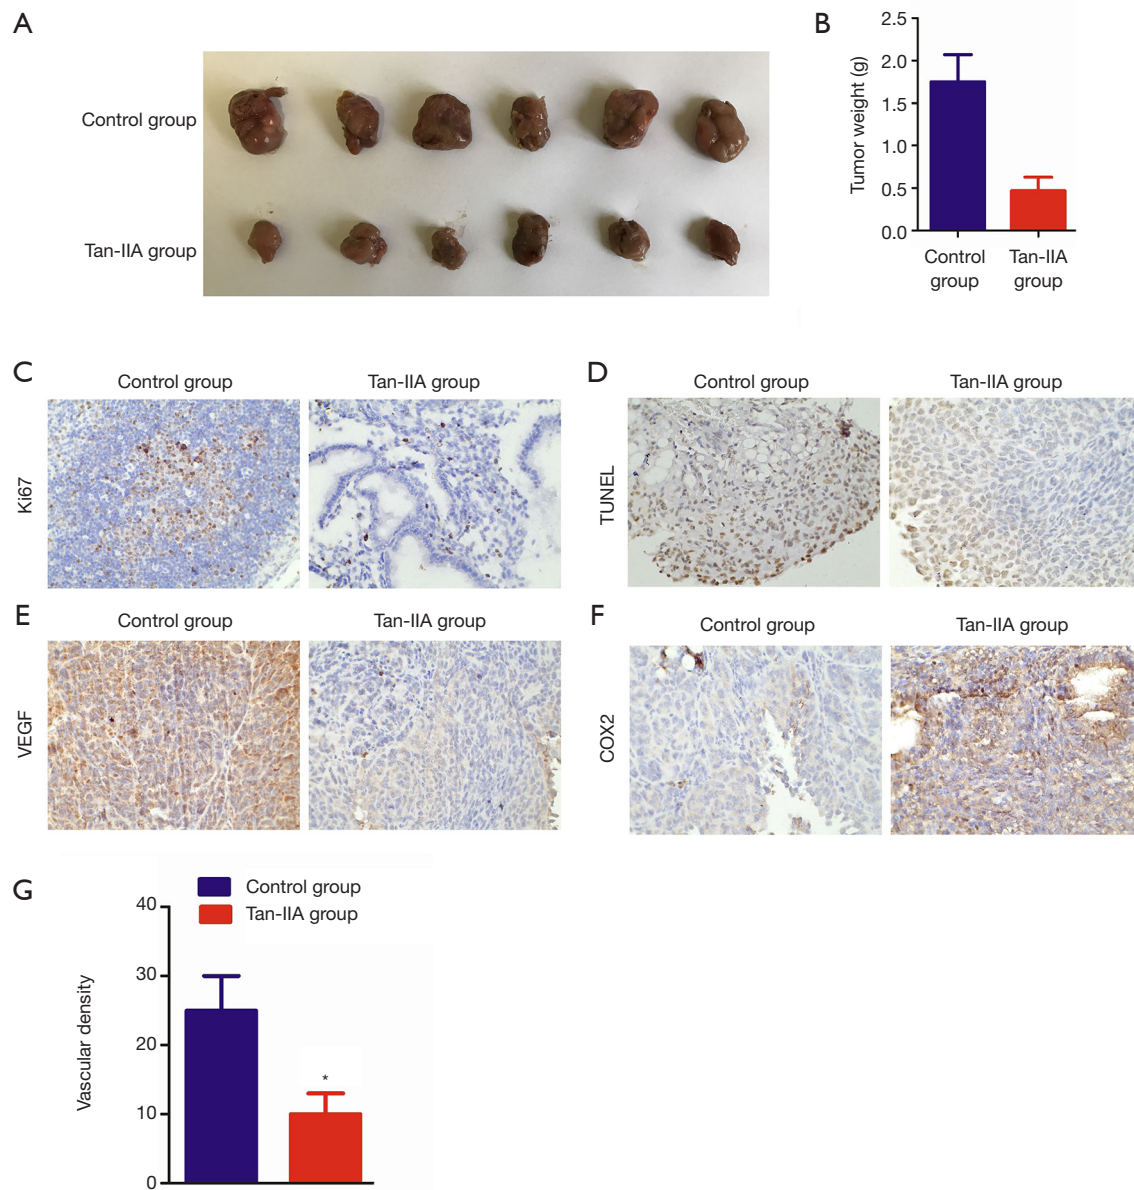 A
Control group
Tan-IIA group
B
Tumor weight (g)
2.5
2.0
1.5
1.0
0.5
0.0
Control
group
Tan-IIA
group
C
Control group
Tan-IIA group
Ki67
D
Control group
Tan-IIA group
TUNEL
E
Control group
Tan-IIA group
VEGF
F
Control group
Tan-IIA group
COX2
G
Control group
Tan-IIA group
Vascular density
40
30
20
10
0
*